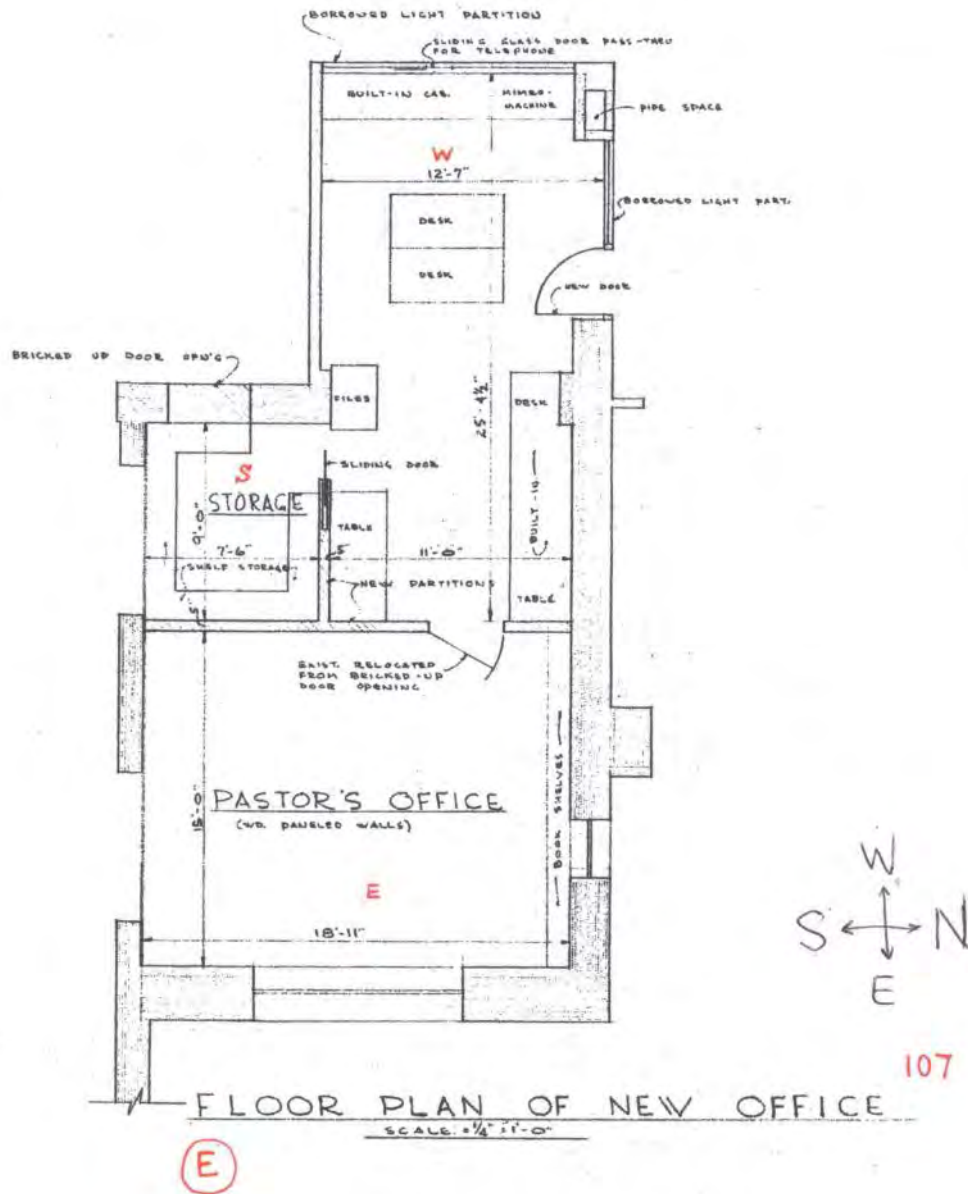 BORROWED LIGHT PARTITION
SLIDING GLASS DOOR PASS-THRU
FOR TELEPHONE
BUILT-IN CAB.
MIMEO-
MACHINE
PIPE SPACE
W
12'-7"
BORROWED LIGHT PART.
DESK
DESK
NEW DOOR
BRICKED UP DOOR OPN'G
FILES
25'-4½"
DESK
SLIDING DOOR
S
STORAGE
9'-0"
TABLE
BUILT-IN
7'-6"
5
11'-0"
SHELF STORAGE
NEW PARTITIONS
5
TABLE
EXIST. RELOCATED
FROM BRICKED-UP
DOOR OPENING
PASTOR'S OFFICE
(WD. PANELED WALLS)
15'-0"
BOOK SHELVES
E
18'-11"
W
S N
E
107
FLOOR PLAN OF NEW OFFICE
SCALE: ¼" = 1'-0"
E